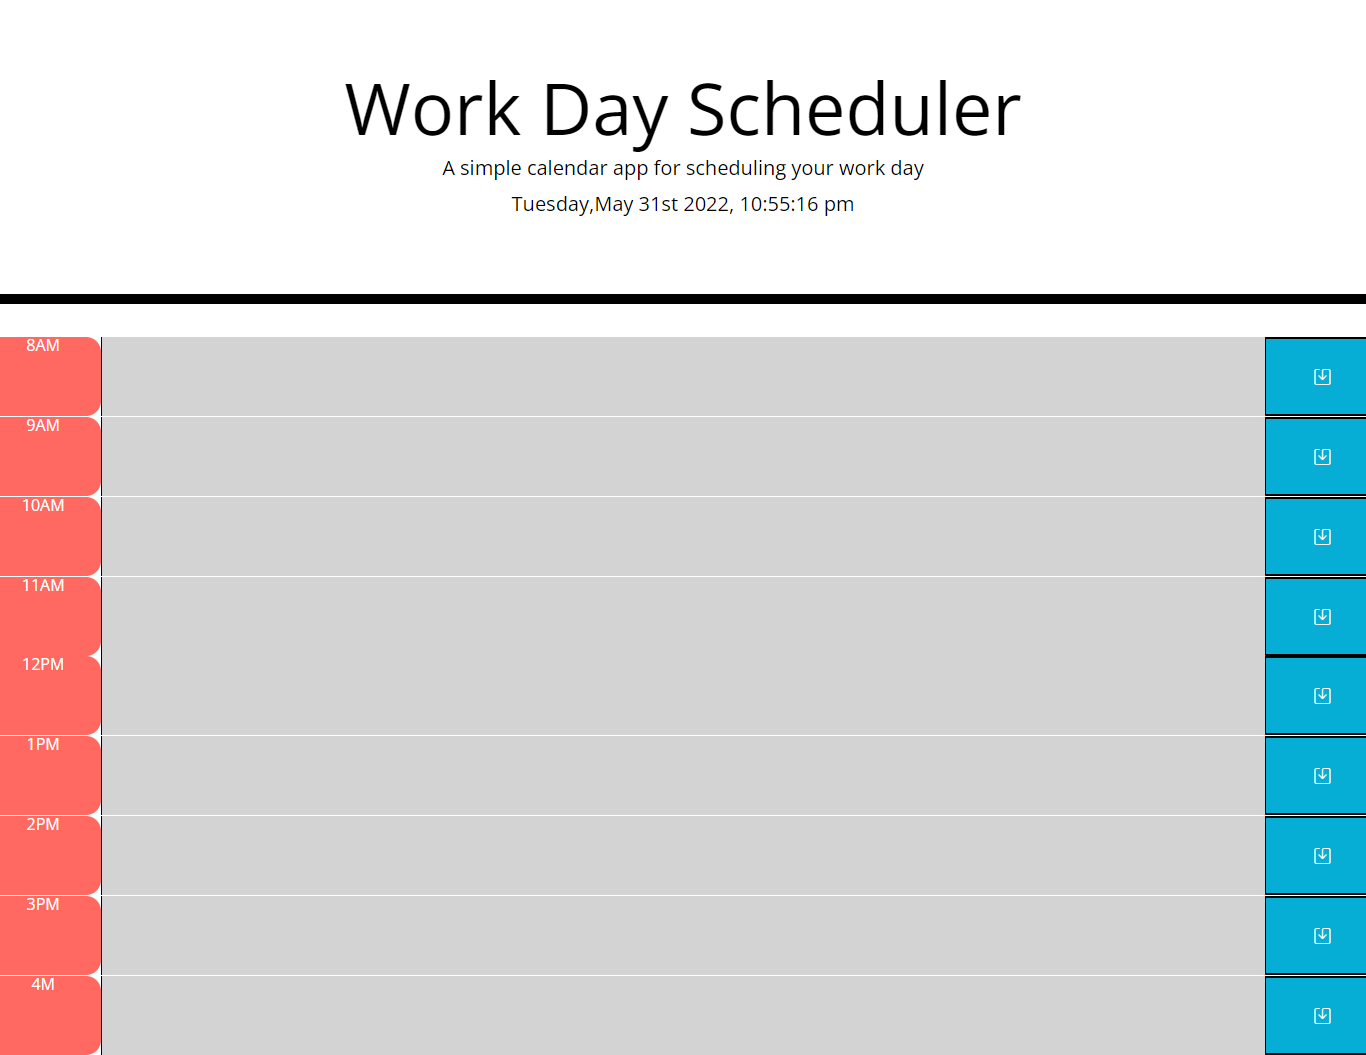 Work Day Scheduler
A simple calendar app for scheduling your work day
Tuesday,May 31st 2022, 10:55:16 pm
8AM
9AM
10AM
11AM
12PM
1PM
2PM
3PM
4M